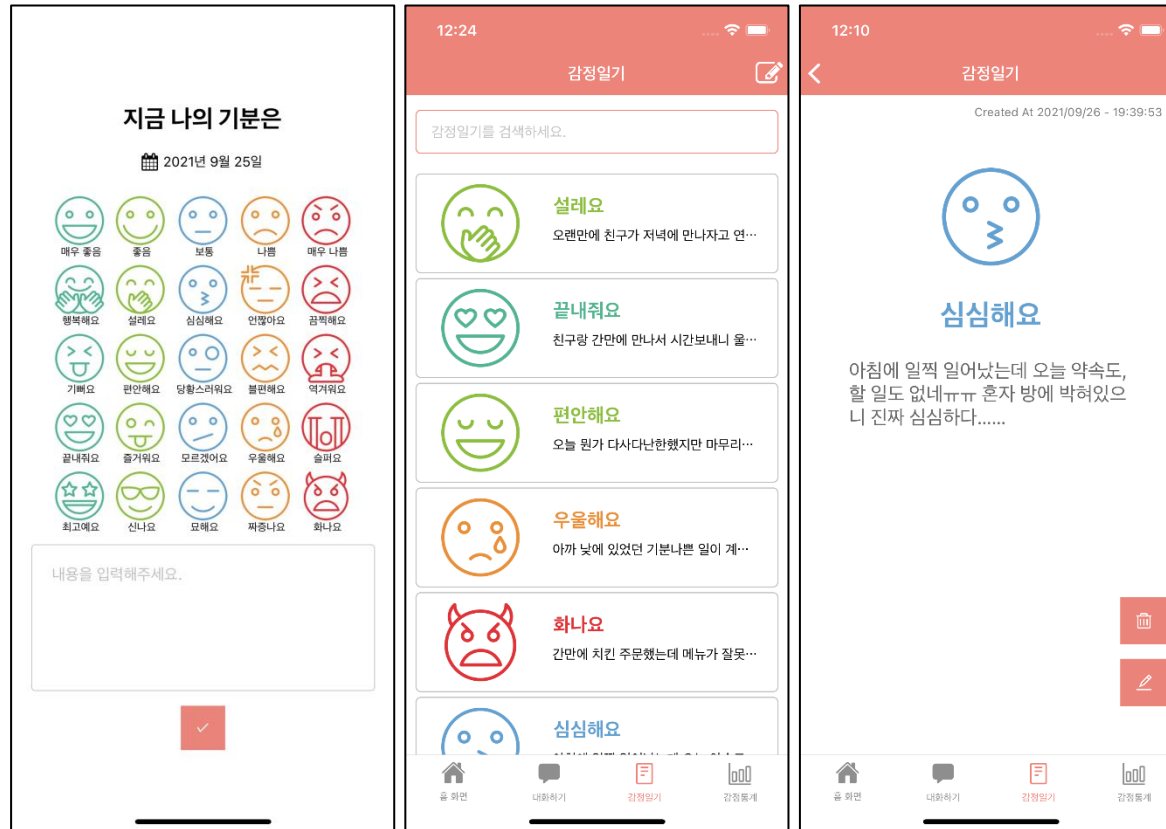 지금 나의 기분은
2021년 9월 25일
매우 좋음 좋음 보통 나쁨 매우 나쁨
행복해요 설레요 심심해요 언짢아요 끔찍해요
기뻐요 편안해요 당황스러워요 불편해요 역겨워요
끝내줘요 즐거워요 모르겠어요 우울해요 슬퍼요
최고예요 신나요 묘해요 짜증나요 화나요
내용을 입력해주세요.
12:24
감정일기
감정일기를 검색하세요.
설레요
오랜만에 친구가 저녁에 만나자고 연…
끝내줘요
친구랑 간만에 만나서 시간보내니 울…
편안해요
오늘 뭔가 다사다난한했지만 마무리…
우울해요
아까 낮에 있었던 기분나쁜 일이 계…
화나요
간만에 치킨 주문했는데 메뉴가 잘못…
심심해요
홈 화면 대화하기 감정일기 감정통계
12:10
감정일기
Created At 2021/09/26 - 19:39:53
심심해요
아침에 일찍 일어났는데 오늘 약속도,
할 일도 없네ㅠㅠ 혼자 방에 박혀있으
니 진짜 심심하다......
홈 화면 대화하기 감정일기 감정통계